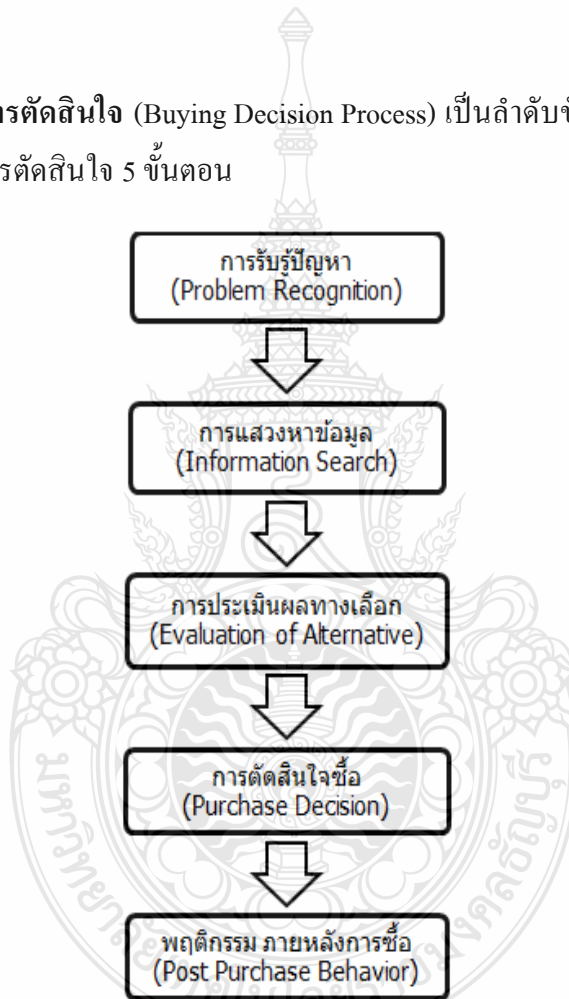 ารตัดสินใจ (Buying Decision Process) เป็นลำดับขั
รตัดสินใจ 5 ขั้นตอน
การรับรู้ปัญหา
(Problem Recognition)
การแสวงหาข้อมูล
(Information Search)
การประเมินผลทางเลือก
(Evaluation of Alternative)
การตัดสินใจซื้อ
(Purchase Decision)
พฤติกรรม ภายหลังการซื้อ
(Post Purchase Behavior)